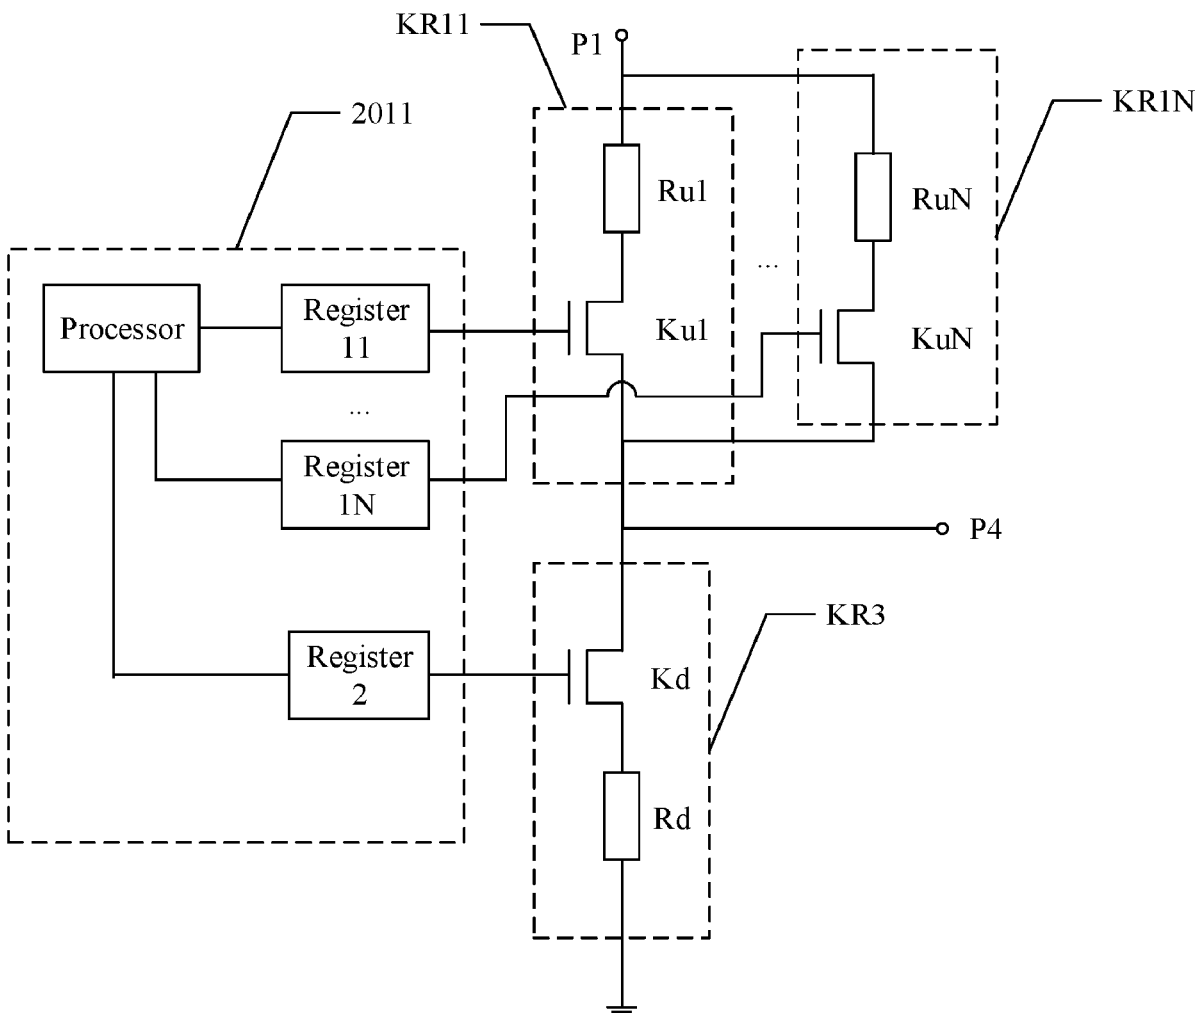 KR11
P1
2011
KR1N
Ru1
RuN
...
Processor
Register
11
Ku1
KuN
...
Register
1N
P4
KR3
Register
2
Kd
Rd